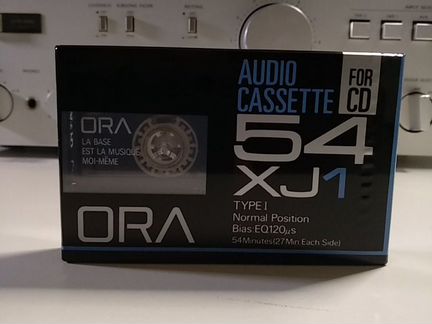 AUDIO
CASSETTE
FOR
CD
ORA
LA BASE
EST LA MUSIQUE
MOI-MÊME
54
XJ1
TYPE I
Normal Position
Bias:EQ120µs
54Minutes(27Min.Each Side)
ORA